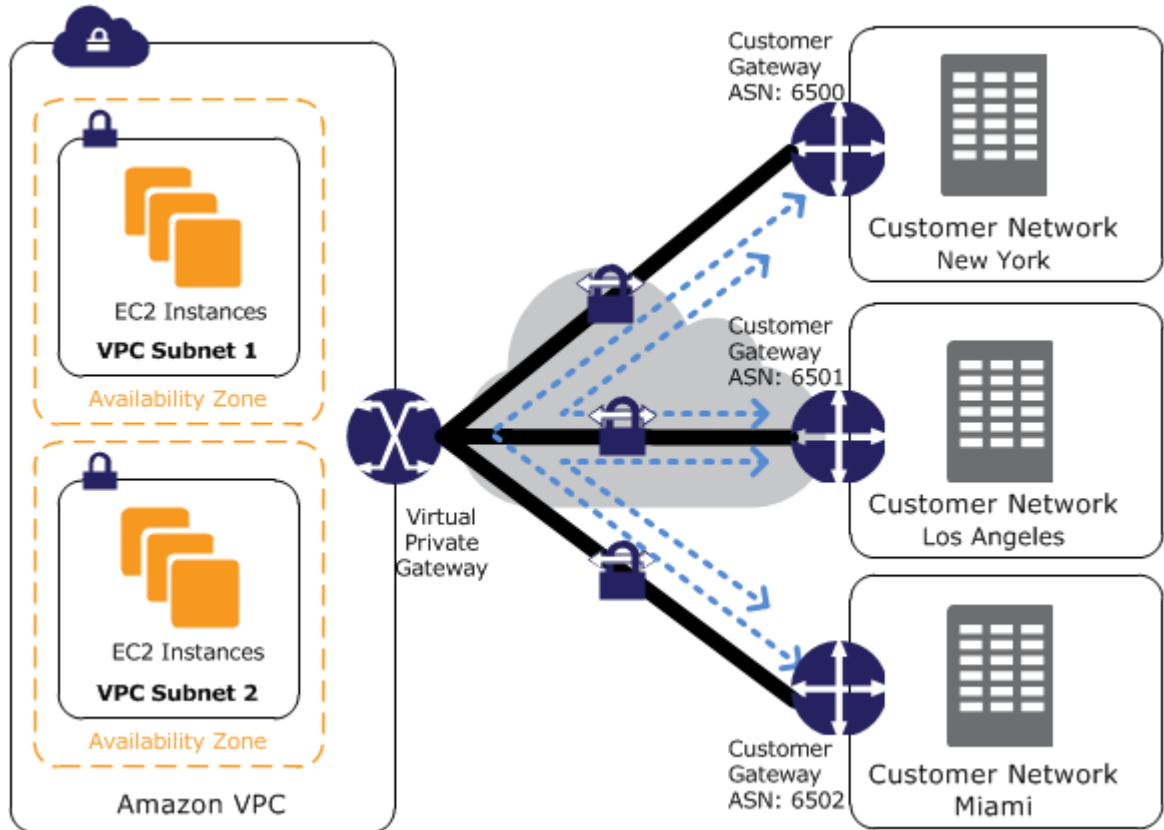 EC2 Instances
VPC Subnet 1
Availability Zone
EC2 Instances
VPC Subnet 2
Availability Zone
Amazon VPC
Virtual
Private
Gateway
Customer
Gateway
ASN: 6500
Customer Network
New York
Customer
Gateway
ASN: 6501
Customer Network
Los Angeles
Customer
Gateway
ASN: 6502
Customer Network
Miami